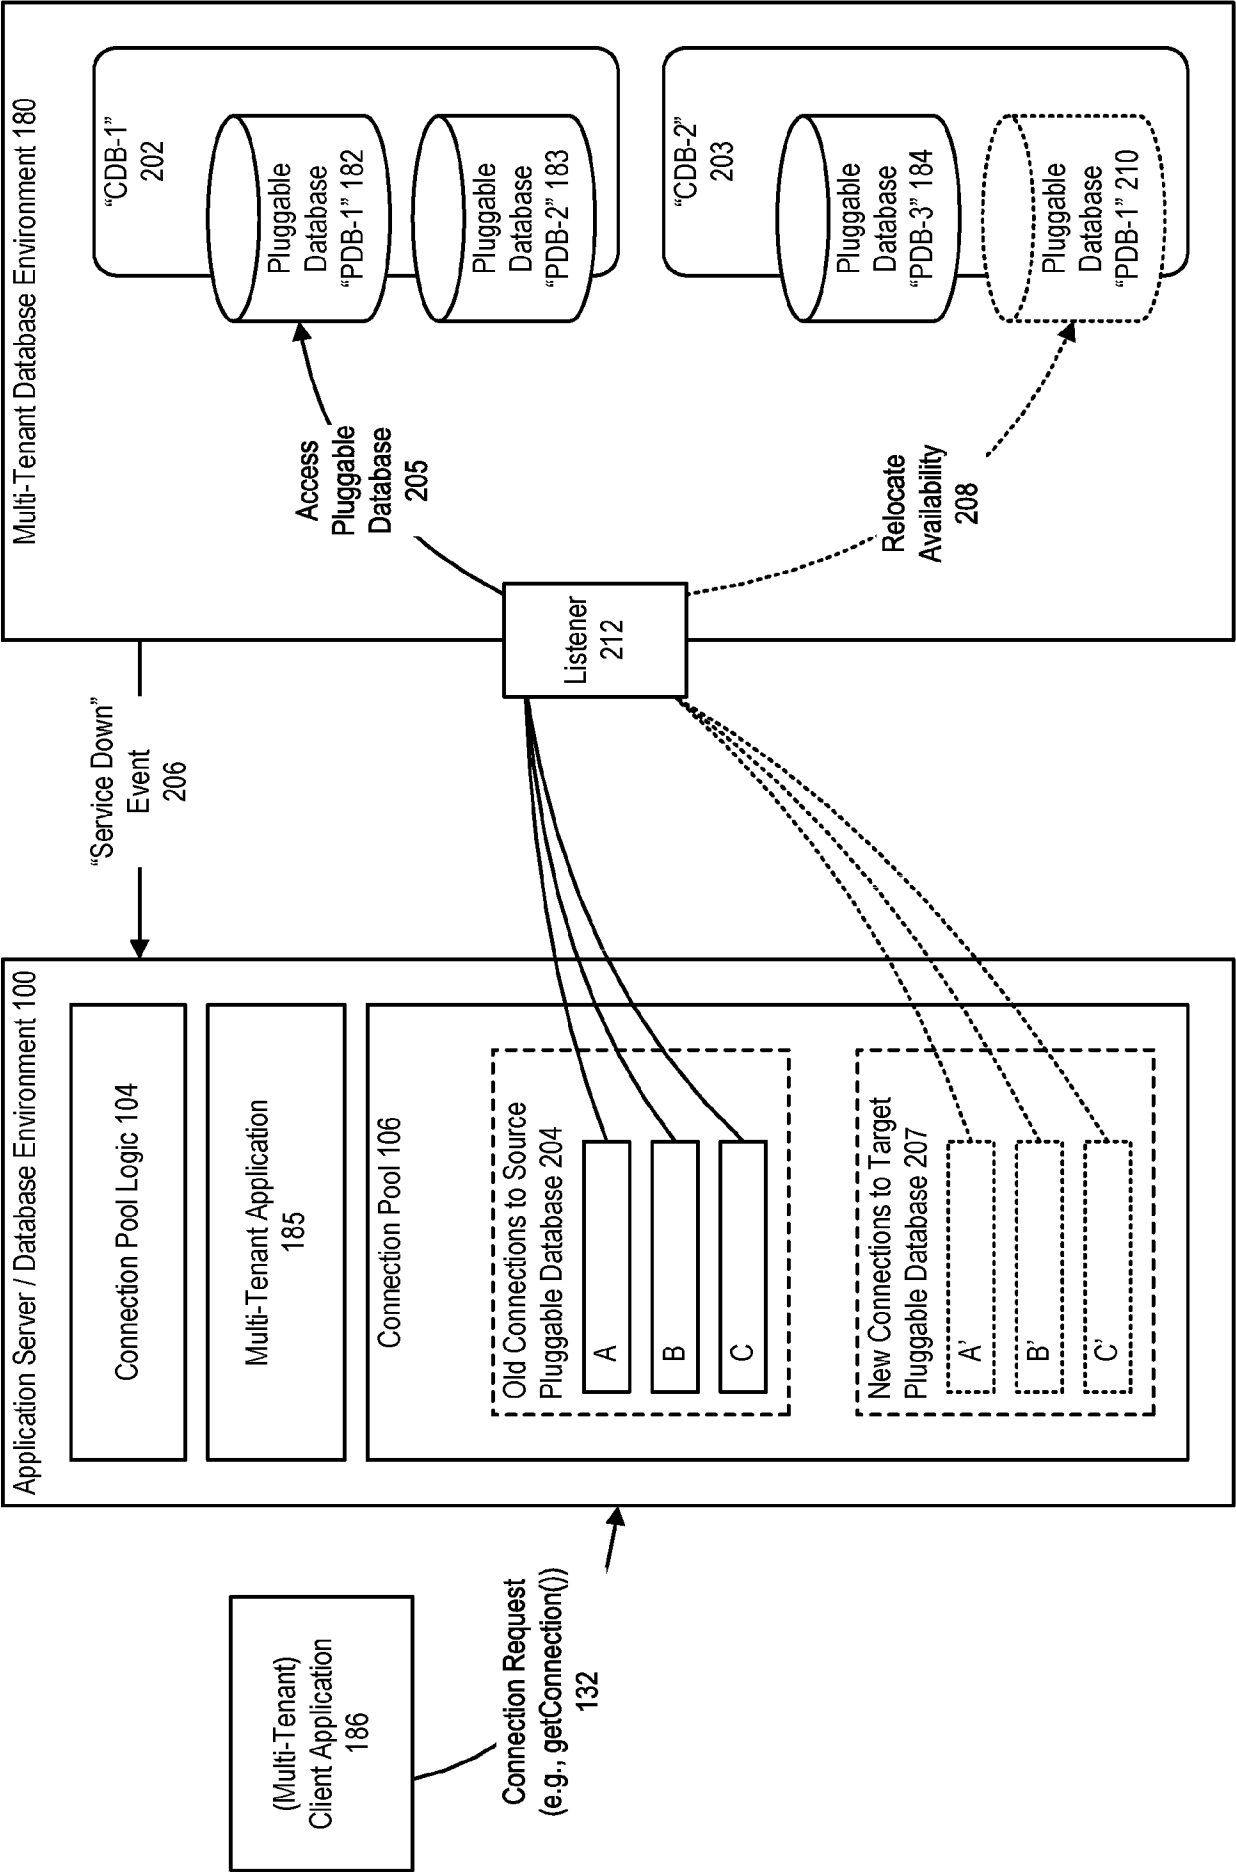 (Multi-Tenant)
Client Application
186
Connection Request
(e.g., getConnection())
132
Application Server / Database Environment 100
Connection Pool Logic 104
Multi-Tenant Application
185
Connection Pool 106
Old Connections to Source
Pluggable Database 204
A
B
C
New Connections to Target
Pluggable Database 207
A’
B’
C’
“Service Down”
Event
206
Listener
212
Multi-Tenant Database Environment 180
Access
Pluggable
Database
205
Relocate
Availability
208
“CDB-1”
202
Pluggable
Database
“PDB-1” 182
Pluggable
Database
“PDB-2” 183
“CDB-2”
203
Pluggable
Database
“PDB-3” 184
Pluggable
Database
“PDB-1” 210